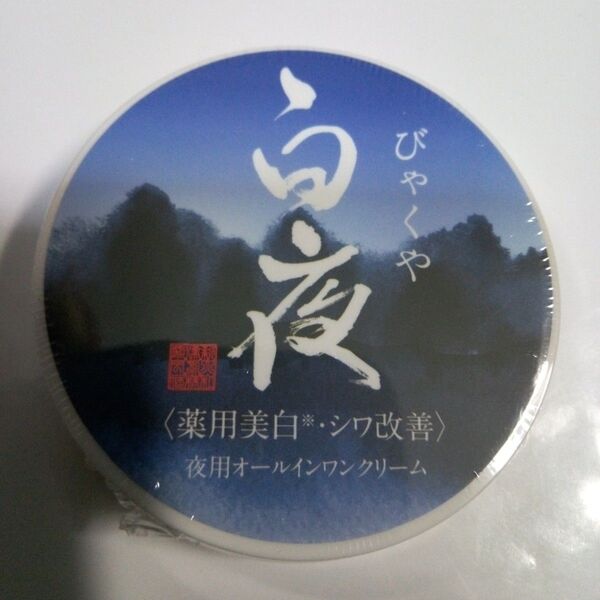 白夜
びゃくや
〈薬用美白※・シワ改善〉
夜用オールインワンクリーム